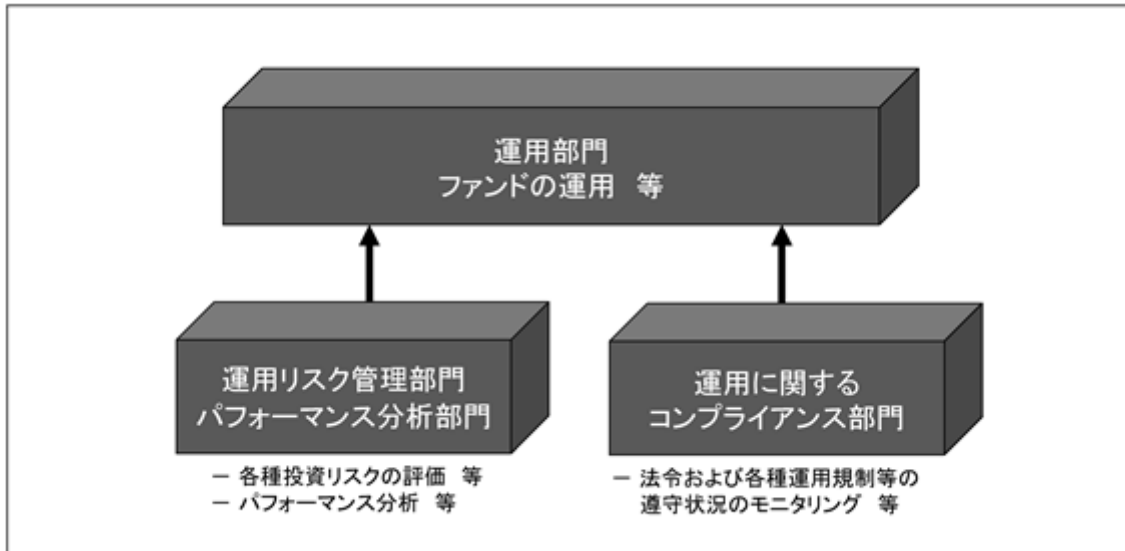 運用部門
ファンドの運用 等
運用リスク管理部門
パフォーマンス分析部門
－ 各種投資リスクの評価 等
－ パフォーマンス分析 等
運用に関する
コンプライアンス部門
－ 法令および各種運用規制等の
遵守状況のモニタリング 等